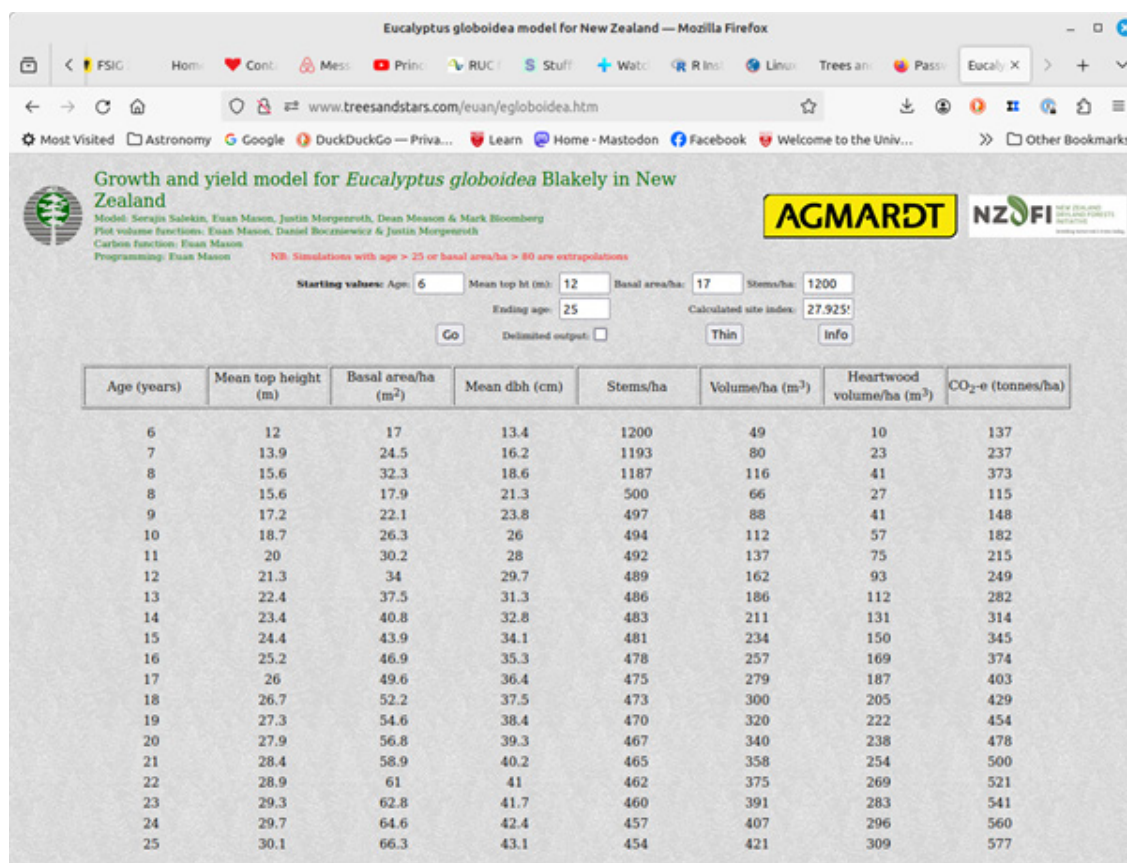 Eucalyptus globoidea model for New Zealand — Mozilla Firefox
FSIG Home Cont Mess Princ RUC Stuff Watc R Inst Linux Trees an Pass Eucaly
www.treesandstars.com/euan/egloboidea.htm
Most Visited Astronomy Google DuckDuckGo — Priva... Learn Home - Mastodon Facebook Welcome to the Univ... Other Bookmarks
Growth and yield model for Eucalyptus globoidea Blakely in New
Zealand
Model: Serajis Salekin, Euan Mason, Justin Morgenroth, Dean Meason & Mark Bloomberg
Plot volume functions: Euan Mason, Daniel Boczniewicz & Justin Morgenroth
Carbon function: Euan Mason
Programming: Euan Mason NB: Simulations with age > 25 or basal area/ha > 80 are extrapolations
AGMARDT
NZDFI
Starting values: Age: 6 Mean top ht (m): 12 Basal area/ha: 17 Stems/ha: 1200
Ending age: 25 Calculated site index: 27.925
Go Delimited output: Thin Info
Age (years) Mean top height (m) Basal area/ha (m²) Mean dbh (cm) Stems/ha Volume/ha (m³) Heartwood volume/ha (m³) CO₂-e (tonnes/ha)
6 12 17 13.4 1200 49 10 137
7 13.9 24.5 16.2 1193 80 23 237
8 15.6 32.3 18.6 1187 116 41 373
8 15.6 17.9 21.3 500 66 27 115
9 17.2 22.1 23.8 497 88 41 148
10 18.7 26.3 26 494 112 57 182
11 20 30.2 28 492 137 75 215
12 21.3 34 29.7 489 162 93 249
13 22.4 37.5 31.3 486 186 112 282
14 23.4 40.8 32.8 483 211 131 314
15 24.4 43.9 34.1 481 234 150 345
16 25.2 46.9 35.3 478 257 169 374
17 26 49.6 36.4 475 279 187 403
18 26.7 52.2 37.5 473 300 205 429
19 27.3 54.6 38.4 470 320 222 454
20 27.9 56.8 39.3 467 340 238 478
21 28.4 58.9 40.2 465 358 254 500
22 28.9 61 41 462 375 269 521
23 29.3 62.8 41.7 460 391 283 541
24 29.7 64.6 42.4 457 407 296 560
25 30.1 66.3 43.1 454 421 309 577